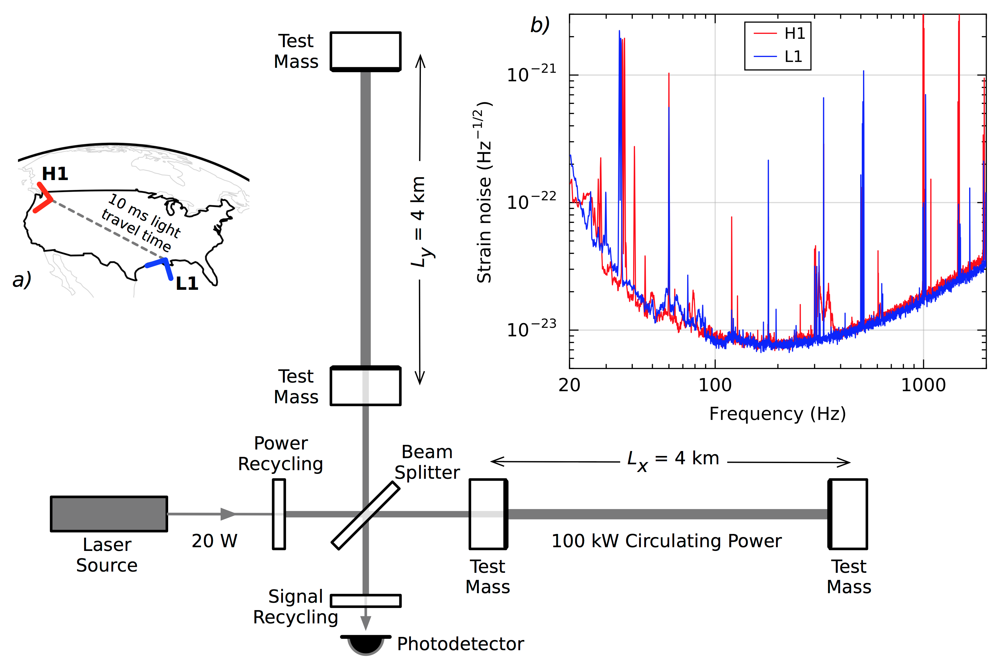 a)
H1
10 ms light
travel time
L1
b)
H1
L1
Strain noise (Hz⁻¹/²)
10⁻²¹
10⁻²²
10⁻²³
20
100
1000
Frequency (Hz)
Test
Mass
Ly = 4 km
Test
Mass
Power
Recycling
Beam
Splitter
Lx = 4 km
Laser
Source
20 W
100 kW Circulating Power
Test
Mass
Test
Mass
Signal
Recycling
Photodetector